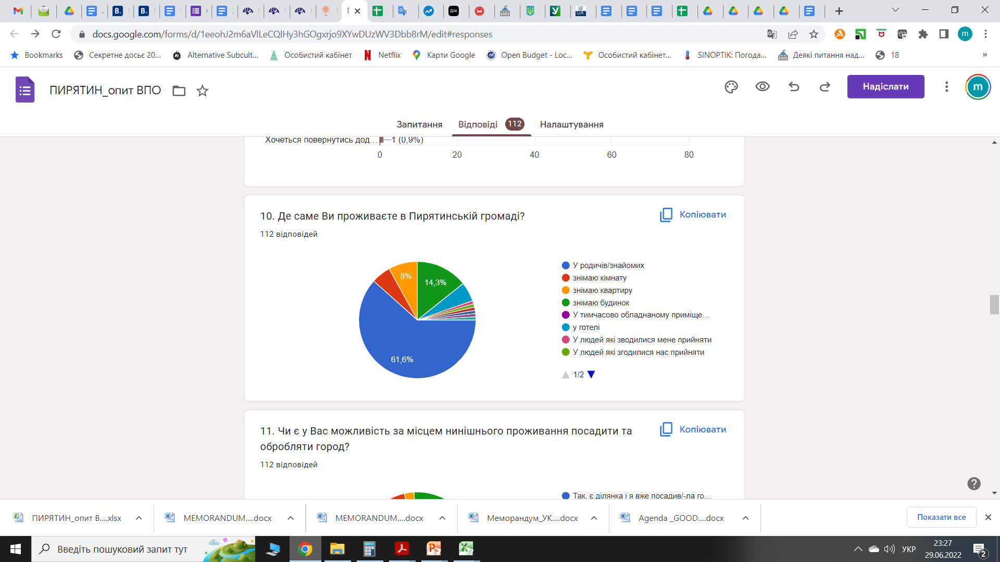 docs.google.com/forms/d/1eeohJ2m6aVlLeCQlHy3hGOgxrjo9XYwDUzWV3Dbb8rM/edit#responses
Bookmarks Секретне досьє 20... Alternative Subcult... Особистий кабінет Netflix Карти Google Open Budget - Loc... Особистий кабінет... SINOPTIK: Погода... Деякі питання над... 18 »
ПИРЯТИН_опит ВПО
Надіслати
m
Запитання Відповіді 112 Налаштування
Хочеться повернутись дод... 1 (0,9%)
0 20 40 60 80
10. Де саме Ви проживаєте в Пирятинській громаді?
Копіювати
112 відповідей
8%
14,3%
61,6%
У родичів/знайомих
знімаю кімнату
знімаю квартиру
знімаю будинок
У тимчасово обладнаному приміще...
у готелі
У людей які зводилися мене прийняти
У людей які згодилися нас прийняти
1/2
11. Чи є у Вас можливість за місцем нинішнього проживання посадити та
обробляти город?
Копіювати
112 відповідей
Так, є ділянка і я вже посадив/-ла го...
ПИРЯТИН_опит В....xlsx MEMORANDUM....docx MEMORANDUM....docx Меморандум_УК....docx Agenda _GOOD....docx Показати все
Введіть пошуковий запит тут
УКР
23:27
29.06.2022
2